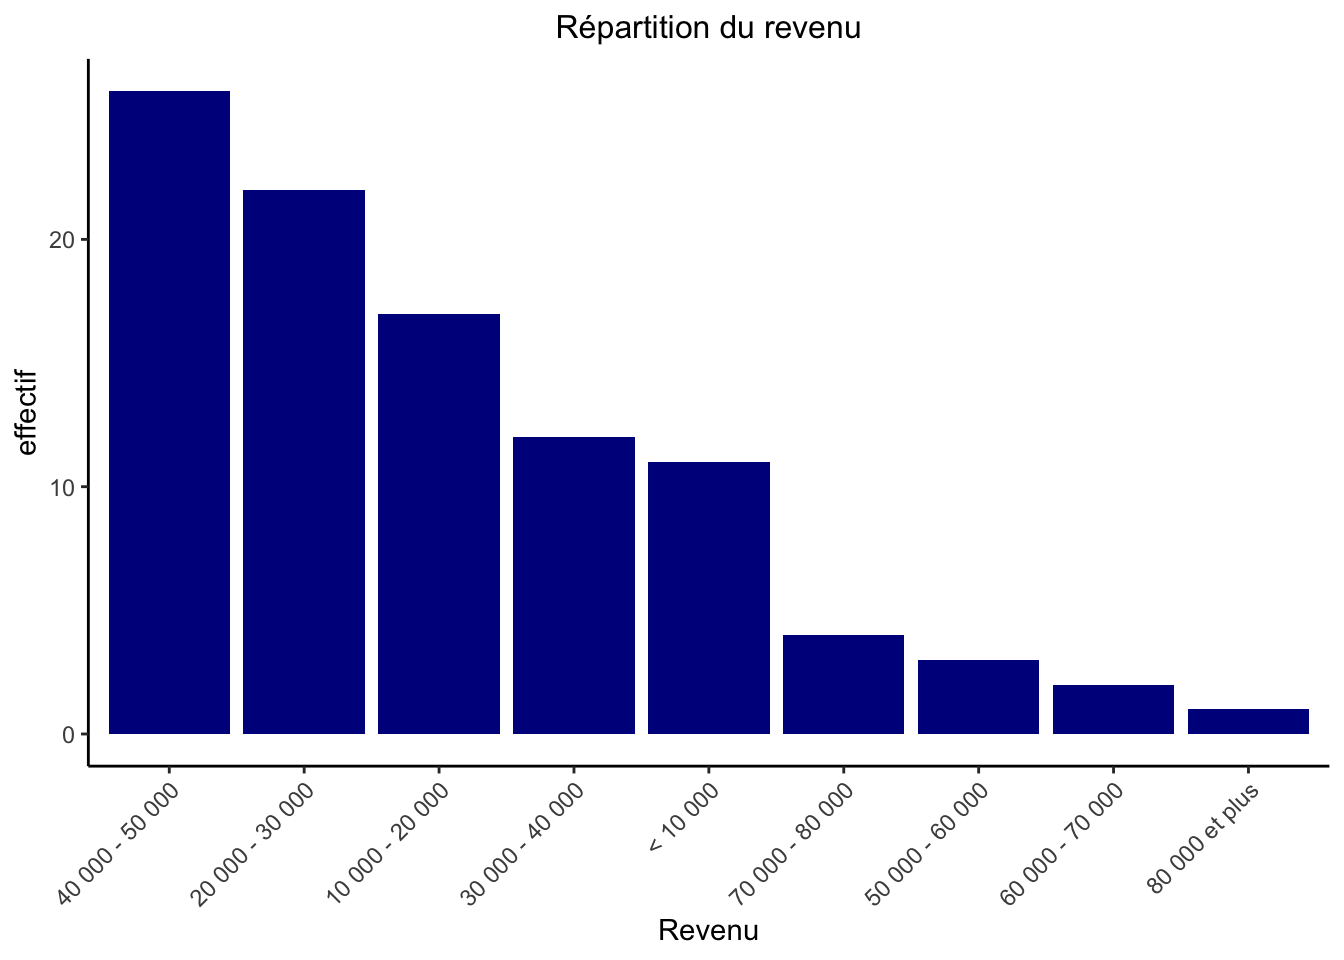 Répartition du revenu
effectif
20
10
0
40 000 - 50 000
20 000 - 30 000
10 000 - 20 000
30 000 - 40 000
< 10 000
70 000 - 80 000
50 000 - 60 000
60 000 - 70 000
80 000 et plus
Revenu